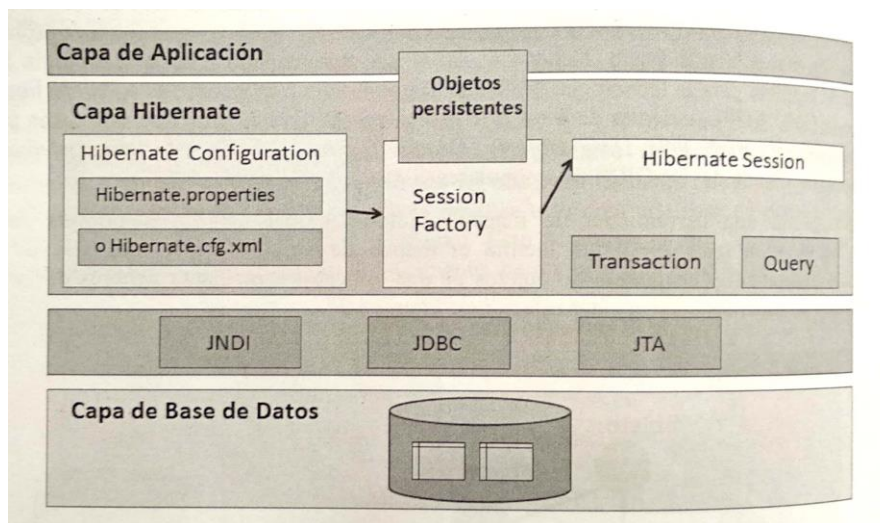 Capa de Aplicación
Objetos
persistentes
Capa Hibernate
Hibernate Configuration
Hibernate.properties
o Hibernate.cfg.xml
Session
Factory
Hibernate Session
Transaction
Query
JNDI
JDBC
JTA
Capa de Base de Datos